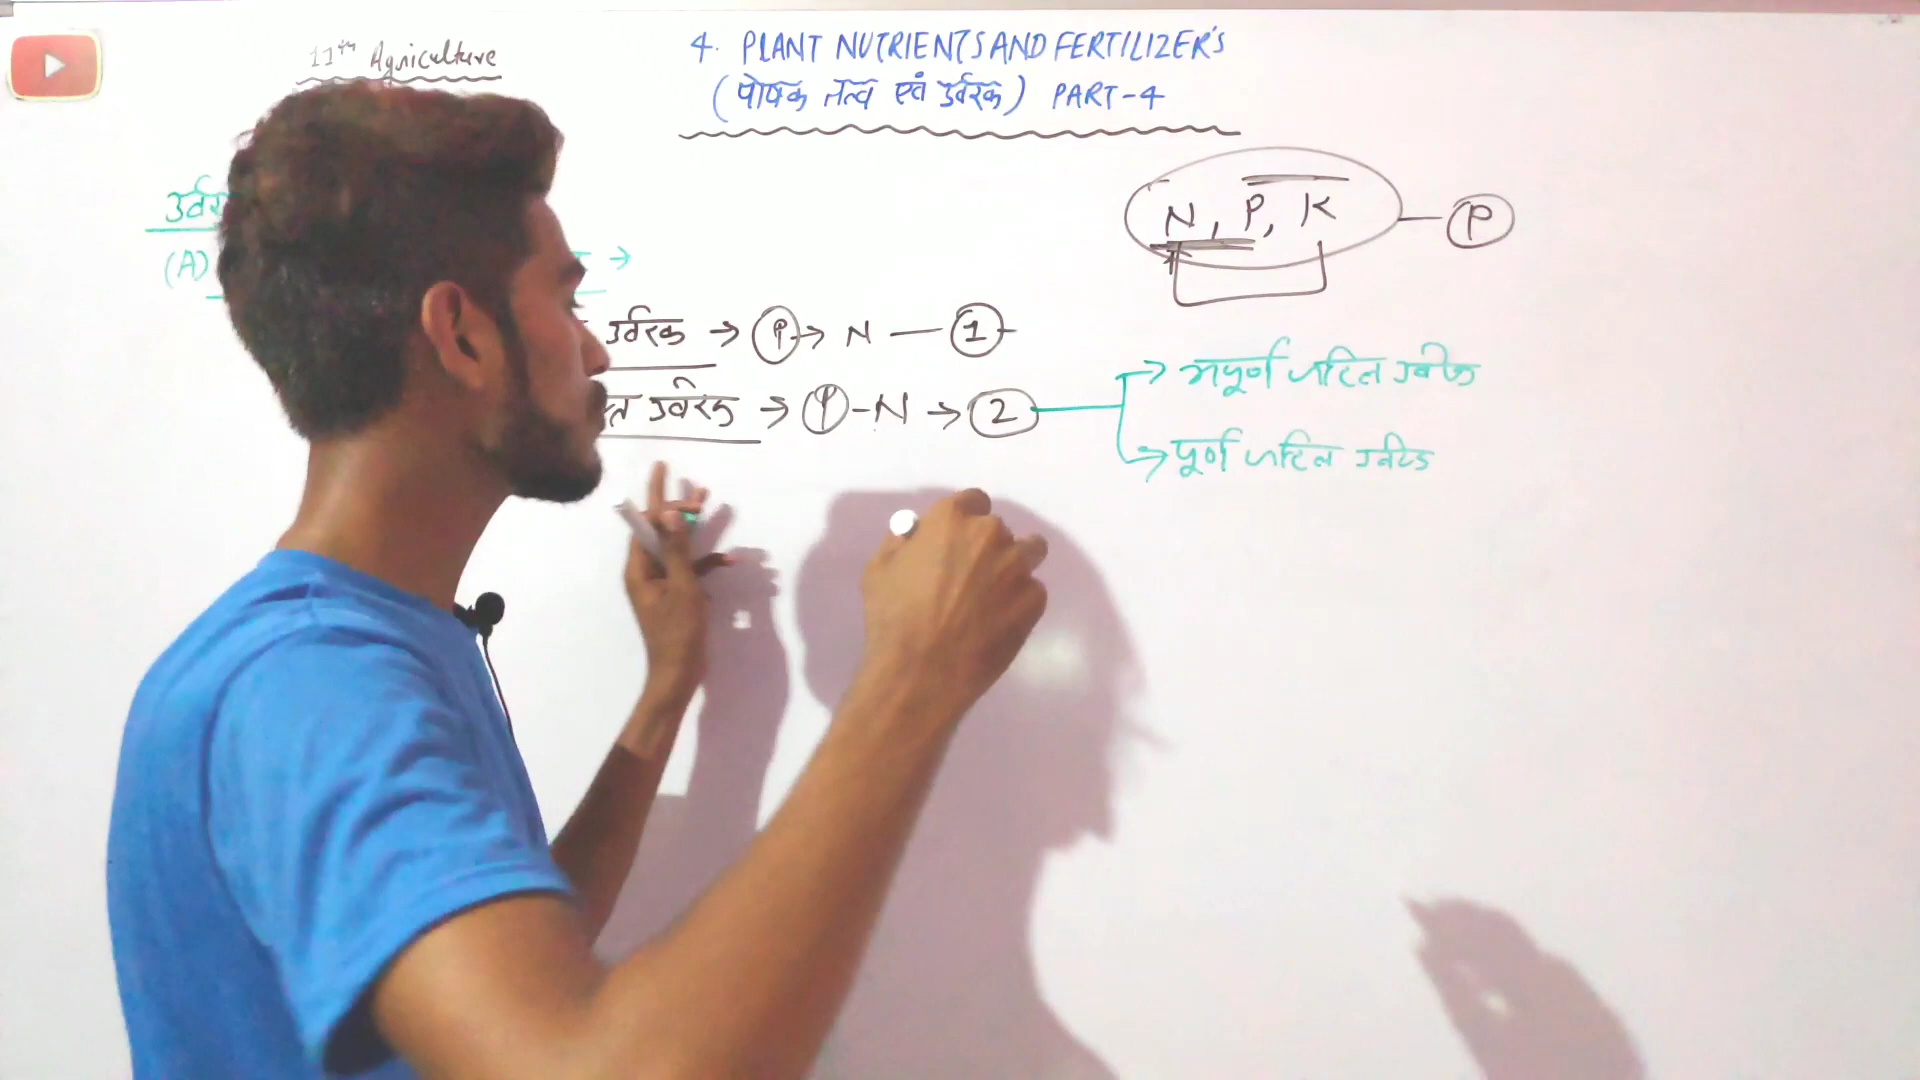 11th Agriculture
4. PLANT NUTRIENTS AND FERTILIZER'S
(पोषक तत्व एवं उर्वरक) PART-4
N, P, K — P
(A) →
उर्वरक → P → N — 1
उर्वरक → P - N → 2
→ अपूर्ण जटिल उर्वरक
→ पूर्ण जटिल उर्वरक